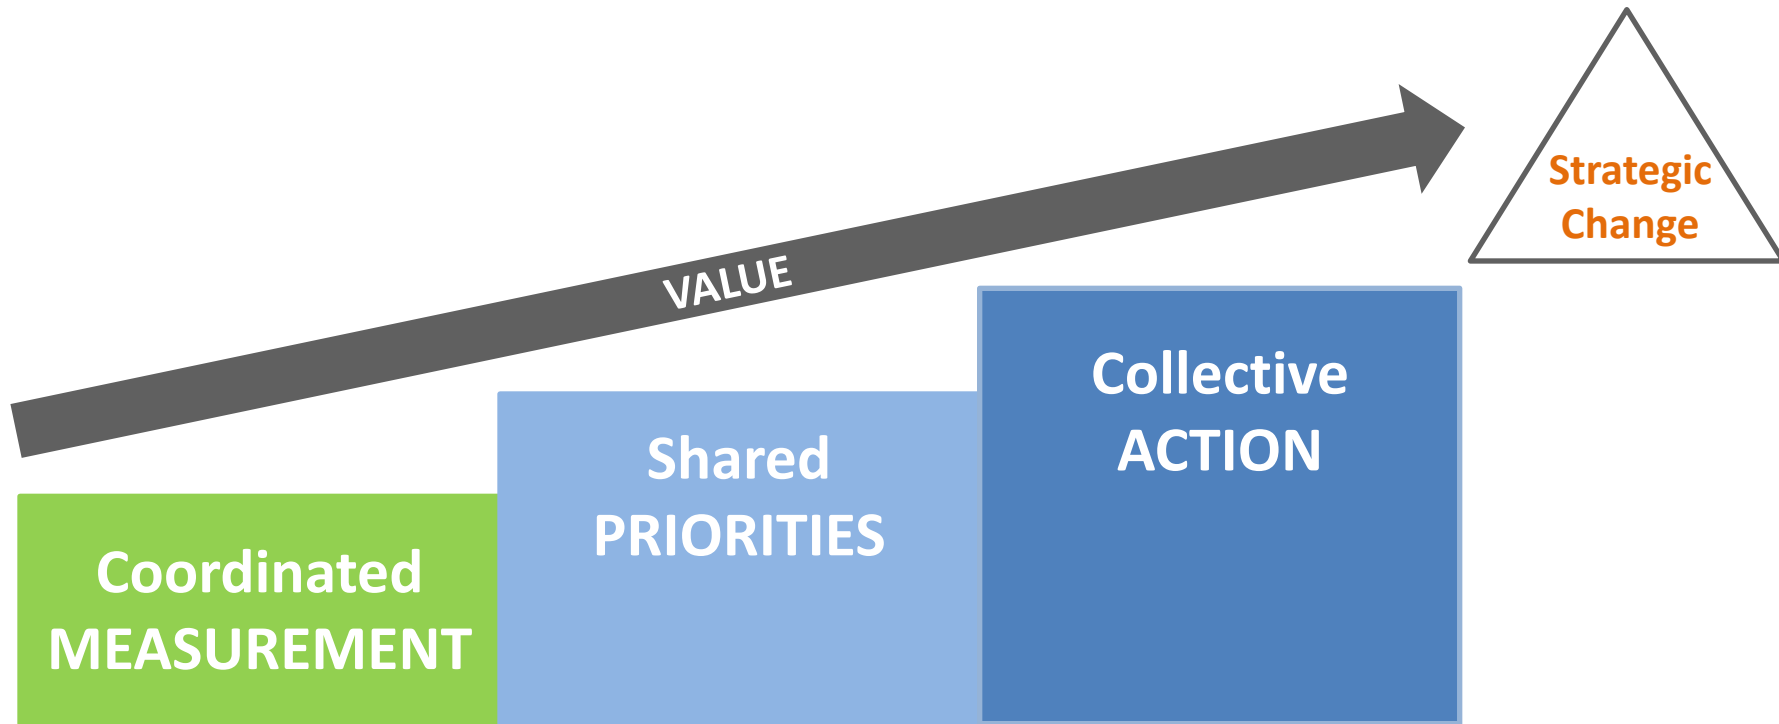 Strategic
Change
VALUE
Collective
ACTION
Shared
PRIORITIES
Coordinated
MEASUREMENT